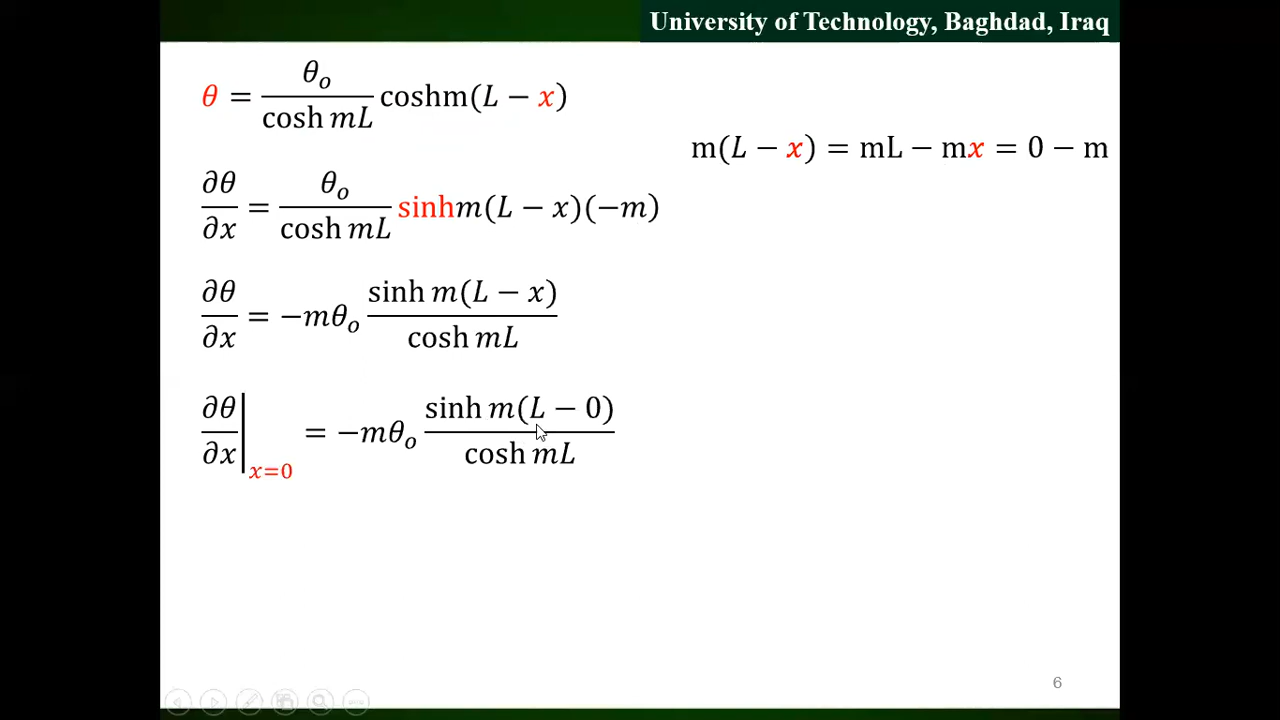 University of Technology, Baghdad, Iraq
θ = θₒ / cosh mL coshm(L − x)
m(L − x) = mL − mx = 0 − m
∂θ/∂x = θₒ / cosh mL sinhm(L − x)(−m)
∂θ/∂x = −mθₒ sinh m(L − x) / cosh mL
∂θ/∂x |x=0 = −mθₒ sinh m(L − 0) / cosh mL
6